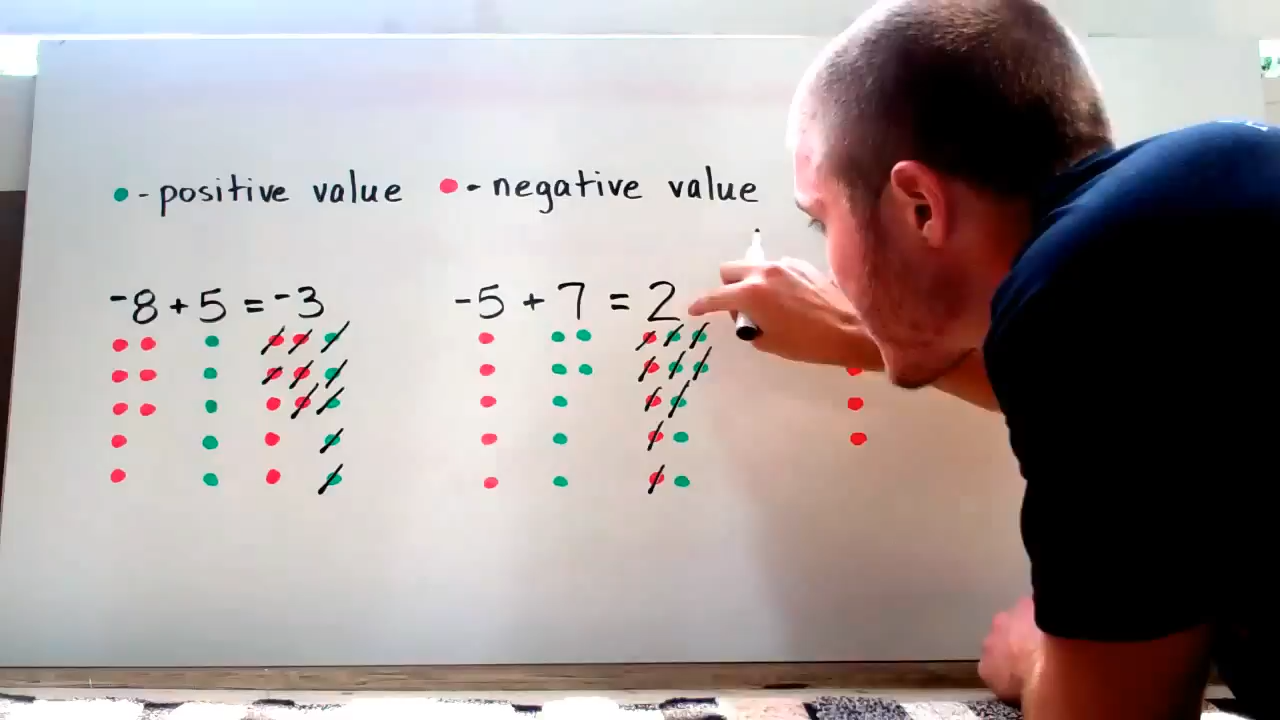 - positive value - negative value
-8 + 5 = -3 -5 + 7 = 2